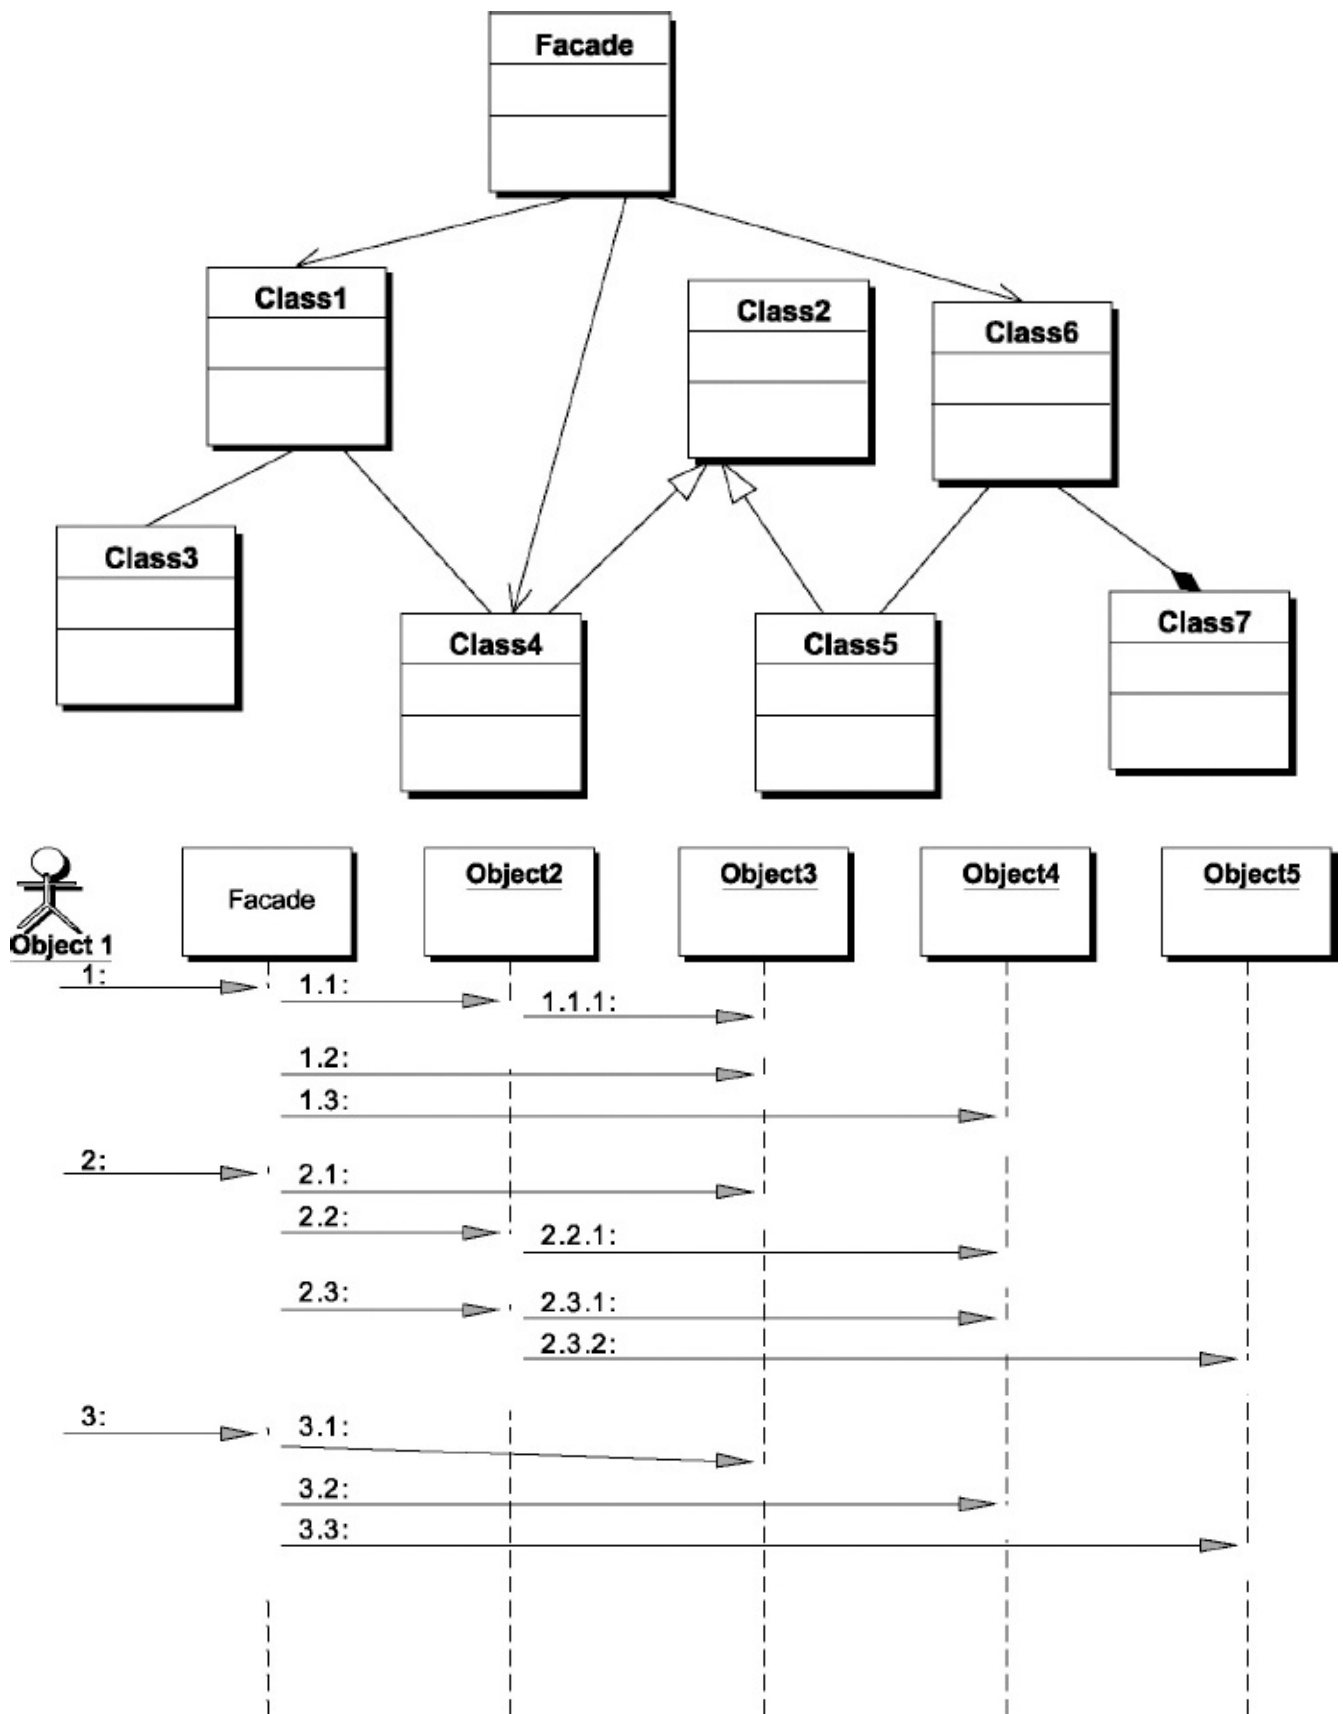 Facade
Class1
Class2
Class6
Class3
Class4
Class5
Class7
Object 1
Facade
Object2
Object3
Object4
Object5
1:
1.1:
1.1.1:
1.2:
1.3:
2:
2.1:
2.2:
2.2.1:
2.3:
2.3.1:
2.3.2:
3:
3.1:
3.2:
3.3: